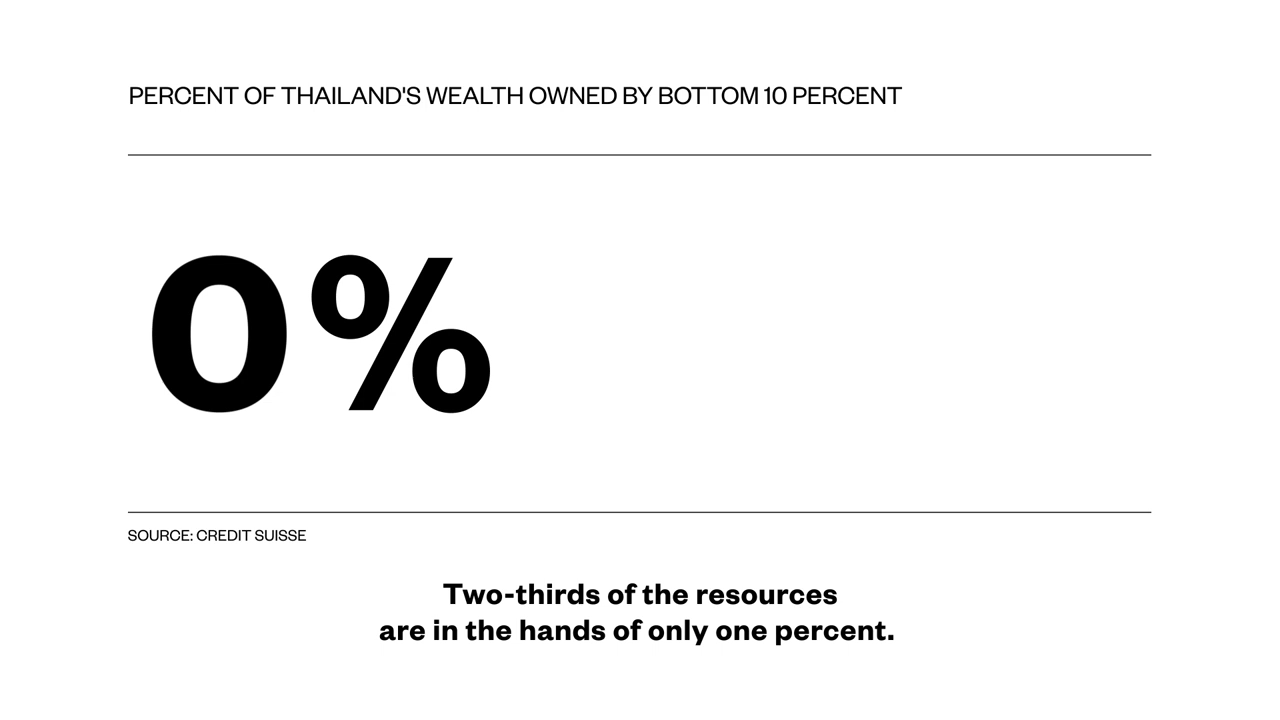 PERCENT OF THAILAND'S WEALTH OWNED BY BOTTOM 10 PERCENT
0%
SOURCE: CREDIT SUISSE
Two-thirds of the resources
are in the hands of only one percent.